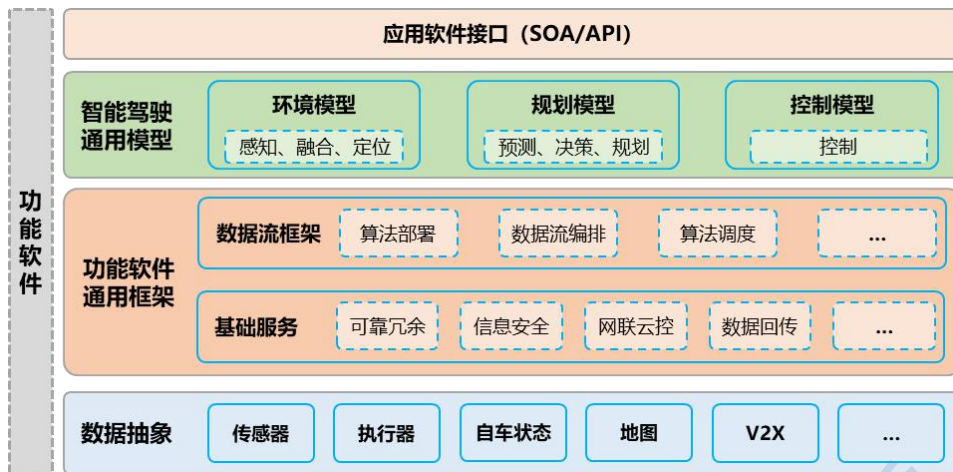 功能软件
应用软件接口（SOA/API）
智能驾驶
通用模型
环境模型
感知、融合、定位
规划模型
预测、决策、规划
控制模型
控制
功能软件
通用框架
数据流框架
算法部署
数据流编排
算法调度
...
基础服务
可靠冗余
信息安全
网联云控
数据回传
...
数据抽象
传感器
执行器
自车状态
地图
V2X
...